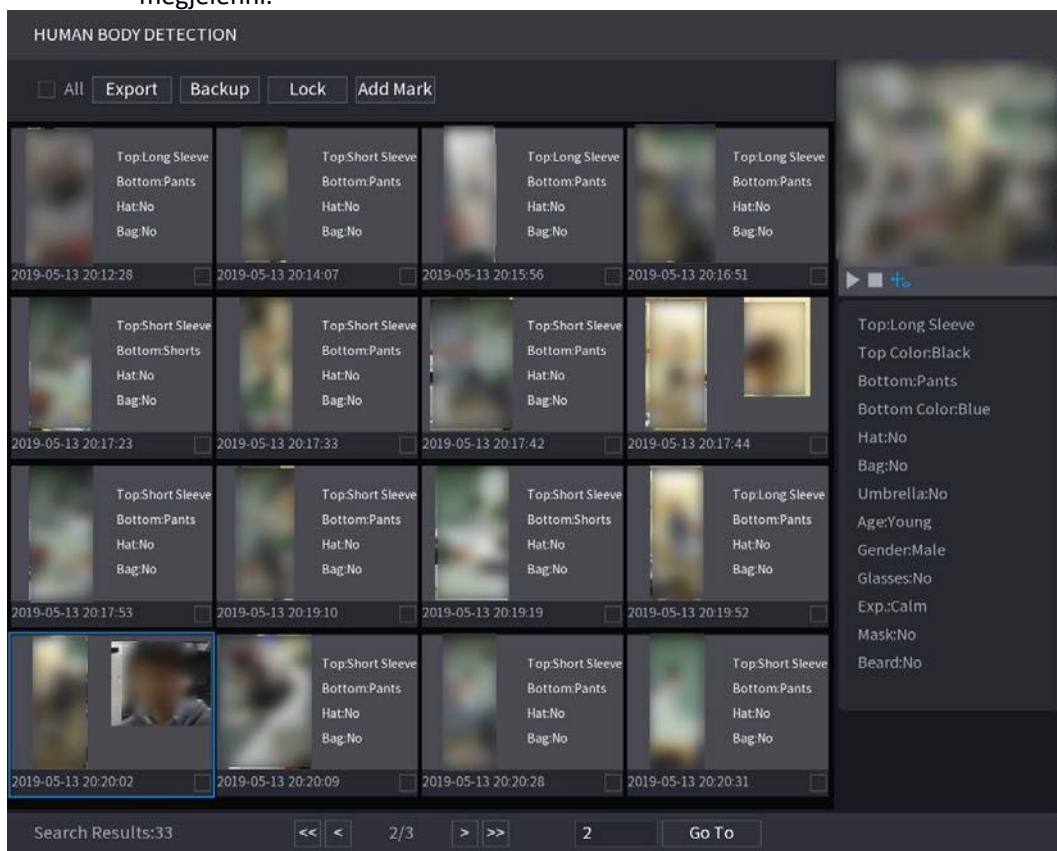 megjelenni.
HUMAN BODY DETECTION
All Export Backup Lock Add Mark
Top:Long Sleeve
Bottom:Pants
Hat:No
Bag:No
2019-05-13 20:12:28
Top:Short Sleeve
Bottom:Pants
Hat:No
Bag:No
2019-05-13 20:14:07
Top:Long Sleeve
Bottom:Pants
Hat:No
Bag:No
2019-05-13 20:15:56
Top:Long Sleeve
Bottom:Pants
Hat:No
Bag:No
2019-05-13 20:16:51
Top:Short Sleeve
Bottom:Shorts
Hat:No
Bag:No
2019-05-13 20:17:23
Top:Short Sleeve
Bottom:Pants
Hat:No
Bag:No
2019-05-13 20:17:33
Top:Short Sleeve
Bottom:Pants
Hat:No
Bag:No
2019-05-13 20:17:42
2019-05-13 20:17:44
Top:Short Sleeve
Bottom:Pants
Hat:No
Bag:No
2019-05-13 20:17:53
Top:Short Sleeve
Bottom:Pants
Hat:No
Bag:No
2019-05-13 20:19:10
Top:Short Sleeve
Bottom:Shorts
Hat:No
Bag:No
2019-05-13 20:19:19
Top:Long Sleeve
Bottom:Pants
Hat:No
Bag:No
2019-05-13 20:19:52
2019-05-13 20:20:02
Top:Short Sleeve
Bottom:Pants
Hat:No
Bag:No
2019-05-13 20:20:09
Top:Short Sleeve
Bottom:Pants
Hat:No
Bag:No
2019-05-13 20:20:28
Top:Short Sleeve
Bottom:Pants
Hat:No
Bag:No
2019-05-13 20:20:31
Top:Long Sleeve
Top Color:Black
Bottom:Pants
Bottom Color:Blue
Hat:No
Bag:No
Umbrella:No
Age:Young
Gender:Male
Glasses:No
Exp.:Calm
Mask:No
Beard:No
Search Results:33 << < 2/3 > >> 2 Go To